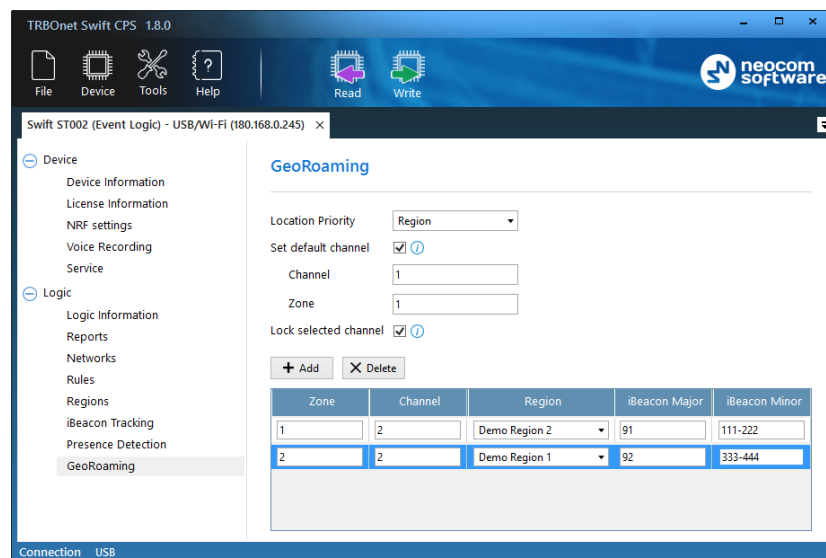 TRBOnet Swift CPS 1.8.0
File Device Tools Help Read Write
neocom
software
Swift ST002 (Event Logic) - USB/Wi-Fi (180.168.0.245)
Device
Device Information
License Information
NRF settings
Voice Recording
Service
Logic
Logic Information
Reports
Networks
Rules
Regions
iBeacon Tracking
Presence Detection
GeoRoaming
GeoRoaming
Location Priority Region
Set default channel
Channel 1
Zone 1
Lock selected channel
Add Delete
Zone Channel Region iBeacon Major iBeacon Minor
1 2 Demo Region 2 91 111-222
2 2 Demo Region 1 92 333-444
Connection USB